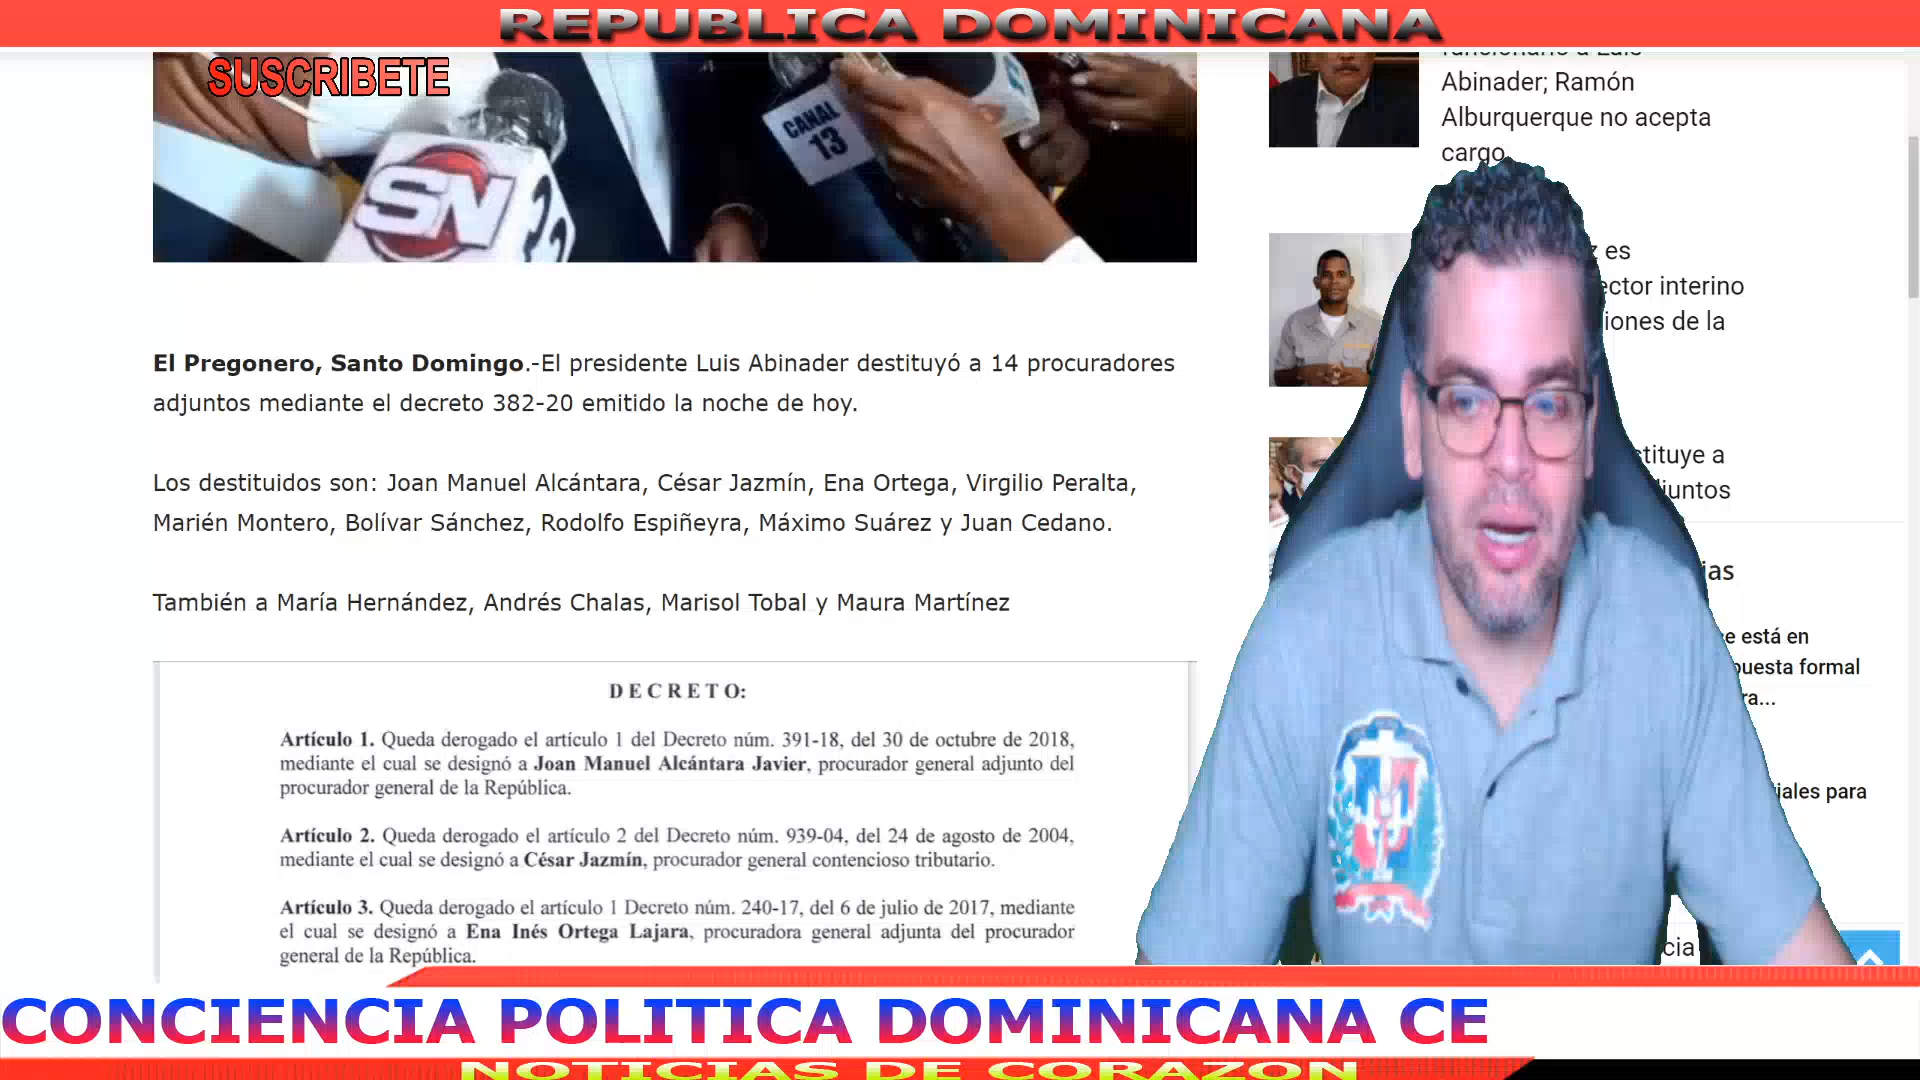 REPUBLICA DOMINICANA
SUSCRIBETE
SN
CANAL
13
Abinader; Ramón
Alburquerque no acepta
cargo
El Pregonero, Santo Domingo.-El presidente Luis Abinader destituyó a 14 procuradores
adjuntos mediante el decreto 382-20 emitido la noche de hoy.
Los destituidos son: Joan Manuel Alcántara, César Jazmín, Ena Ortega, Virgilio Peralta,
Marién Montero, Bolívar Sánchez, Rodolfo Espiñeyra, Máximo Suárez y Juan Cedano.
También a María Hernández, Andrés Chalas, Marisol Tobal y Maura Martínez
DECRETO:
Artículo 1. Queda derogado el artículo 1 del Decreto núm. 391-18, del 30 de octubre de 2018,
mediante el cual se designó a Joan Manuel Alcántara Javier, procurador general adjunto del
procurador general de la República.
Artículo 2. Queda derogado el artículo 2 del Decreto núm. 939-04, del 24 de agosto de 2004,
mediante el cual se designó a César Jazmín, procurador general contencioso tributario.
Artículo 3. Queda derogado el artículo 1 Decreto núm. 240-17, del 6 de julio de 2017, mediante
el cual se designó a Ena Inés Ortega Lajara, procuradora general adjunta del procurador
general de la República.
z es
ector interino
iones de la
stituye a
juntos
ias
e está en
puesta formal
ra...
iales para
cia
CONCIENCIA POLITICA DOMINICANA CE
NOTICIAS DE CORAZON